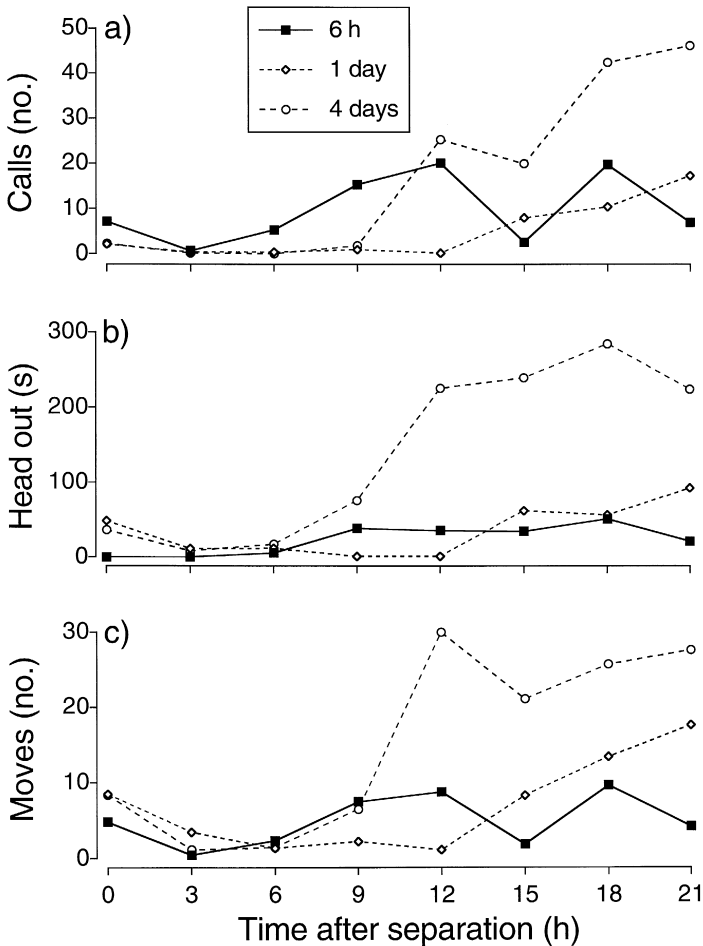 a)
6 h
1 day
4 days
50
40
30
20
10
0
Calls (no.)
b)
300
200
100
0
Head out (s)
c)
30
20
10
0
Moves (no.)
0 3 6 9 12 15 18 21
Time after separation (h)